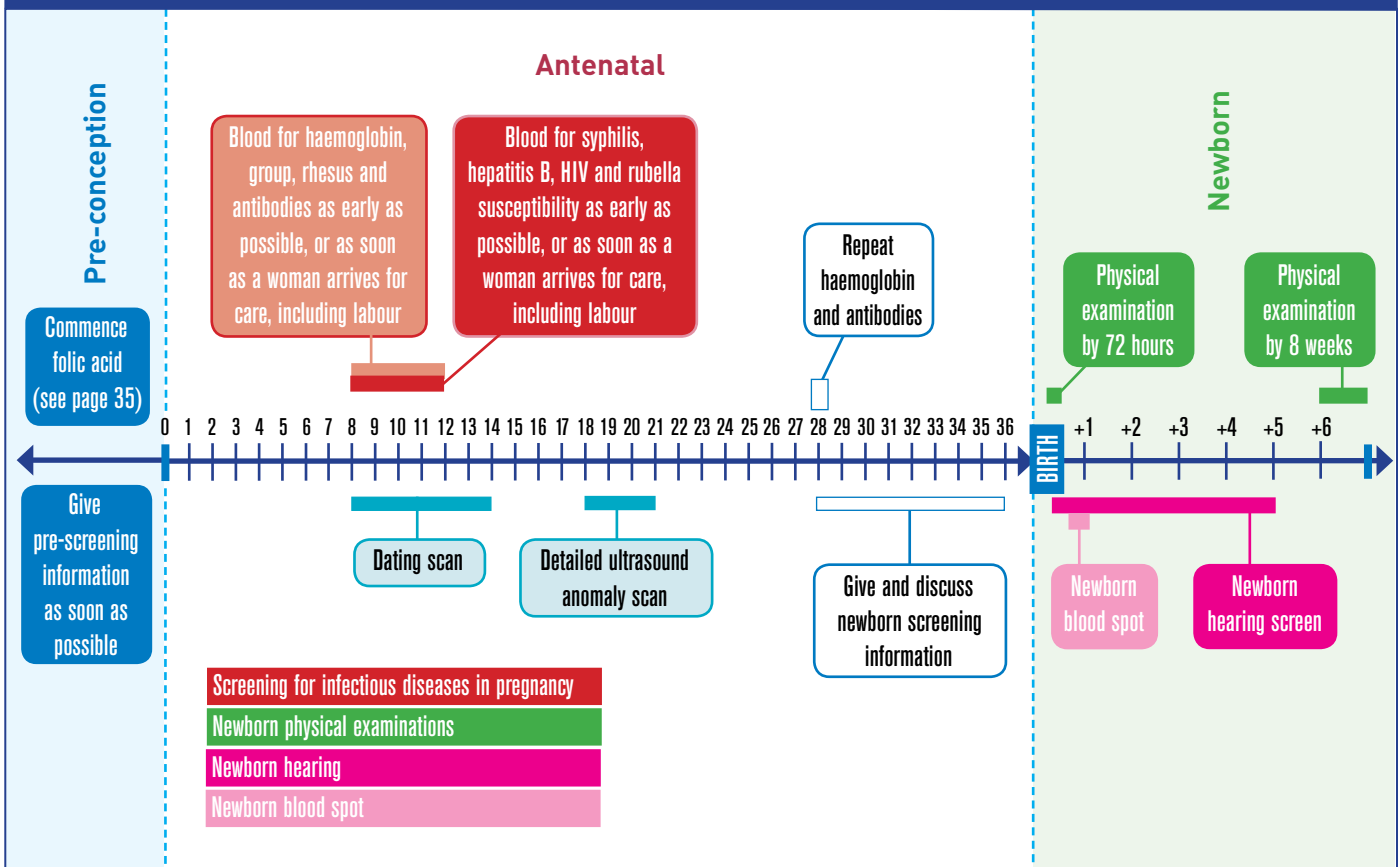 Antenatal
Pre-conception
Newborn
Blood for haemoglobin,
group, rhesus and
antibodies as early as
possible, or as soon
as a woman arrives for
care, including labour
Blood for syphilis,
hepatitis B, HIV and rubella
susceptibility as early as
possible, or as soon as a
woman arrives for care,
including labour
Repeat
haemoglobin
and antibodies
Physical
examination
by 72 hours
Physical
examination
by 8 weeks
Commence
folic acid
(see page 35)
0 1 2 3 4 5 6 7 8 9 10 11 12 13 14 15 16 17 18 19 20 21 22 23 24 25 26 27 28 29 30 31 32 33 34 35 36
BIRTH
+1 +2 +3 +4 +5 +6
Give
pre-screening
information
as soon as
possible
Dating scan
Detailed ultrasound
anomaly scan
Give and discuss
newborn screening
information
Newborn
blood spot
Newborn
hearing screen
Screening for infectious diseases in pregnancy
Newborn physical examinations
Newborn hearing
Newborn blood spot